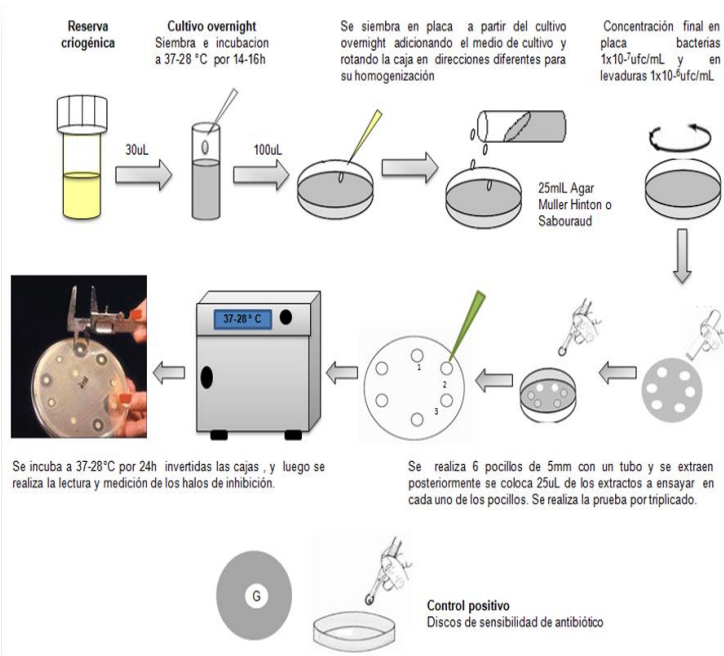 Reserva
criogénica
Cultivo overnight
Siembra e incubacion
a 37-28 °C por 14-16h
Se siembra en placa a partir del cultivo
overnight adicionando el medio de cultivo y
rotando la caja en direcciones diferentes para
su homogenización
Concentración final en
placa bacterias
1x10-⁷ufc/mL y en
levaduras 1x10-⁶ufc/mL
30uL
100uL
25mlL Agar
Muller Hinton o
Sabouraud
37-28° C
1
2
3
Se incuba a 37-28°C por 24h invertidas las cajas , y luego se
realiza la lectura y medición de los halos de inhibición.
Se realiza 6 pocillos de 5mm con un tubo y se extraen
posteriormente se coloca 25uL de los extractos a ensayar en
cada uno de los pocillos. Se realiza la prueba por triplicado.
G
Control positivo
Discos de sensibilidad de antibiótico